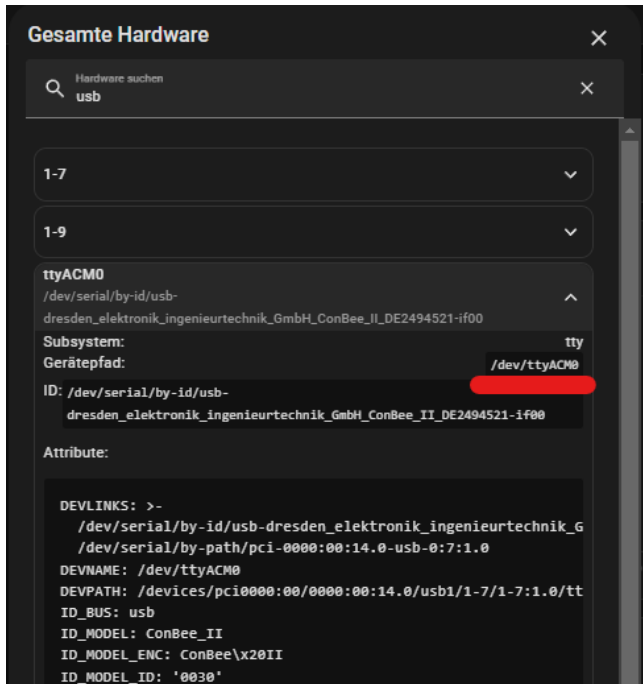 Gesamte Hardware
Hardware suchen
usb
1-7
1-9
ttyACM0
/dev/serial/by-id/usb-
dresden_elektronik_ingenieurtechnik_GmbH_ConBee_II_DE2494521-if00
Subsystem: tty
Gerätepfad: /dev/ttyACM0
ID: /dev/serial/by-id/usb-
dresden_elektronik_ingenieurtechnik_GmbH_ConBee_II_DE2494521-if00
Attribute:
DEVLINKS: >-
/dev/serial/by-id/usb-dresden_elektronik_ingenieurtechnik_G
/dev/serial/by-path/pci-0000:00:14.0-usb-0:7:1.0
DEVNAME: /dev/ttyACM0
DEVPATH: /devices/pci0000:00/0000:00:14.0/usb1/1-7/1-7:1.0/tt
ID_BUS: usb
ID_MODEL: ConBee_II
ID_MODEL_ENC: ConBee\x20II
ID_MODEL_ID: '0030'